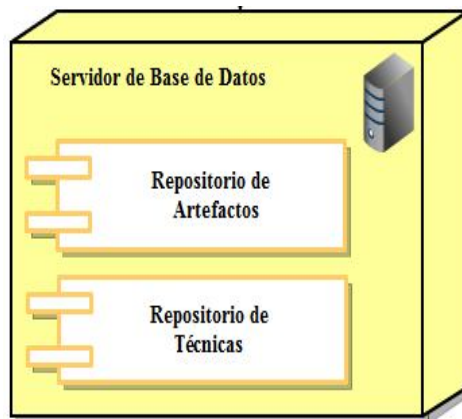 Servidor de Base de Datos
Repositorio de
Artefactos
Repositorio de
Técnicas